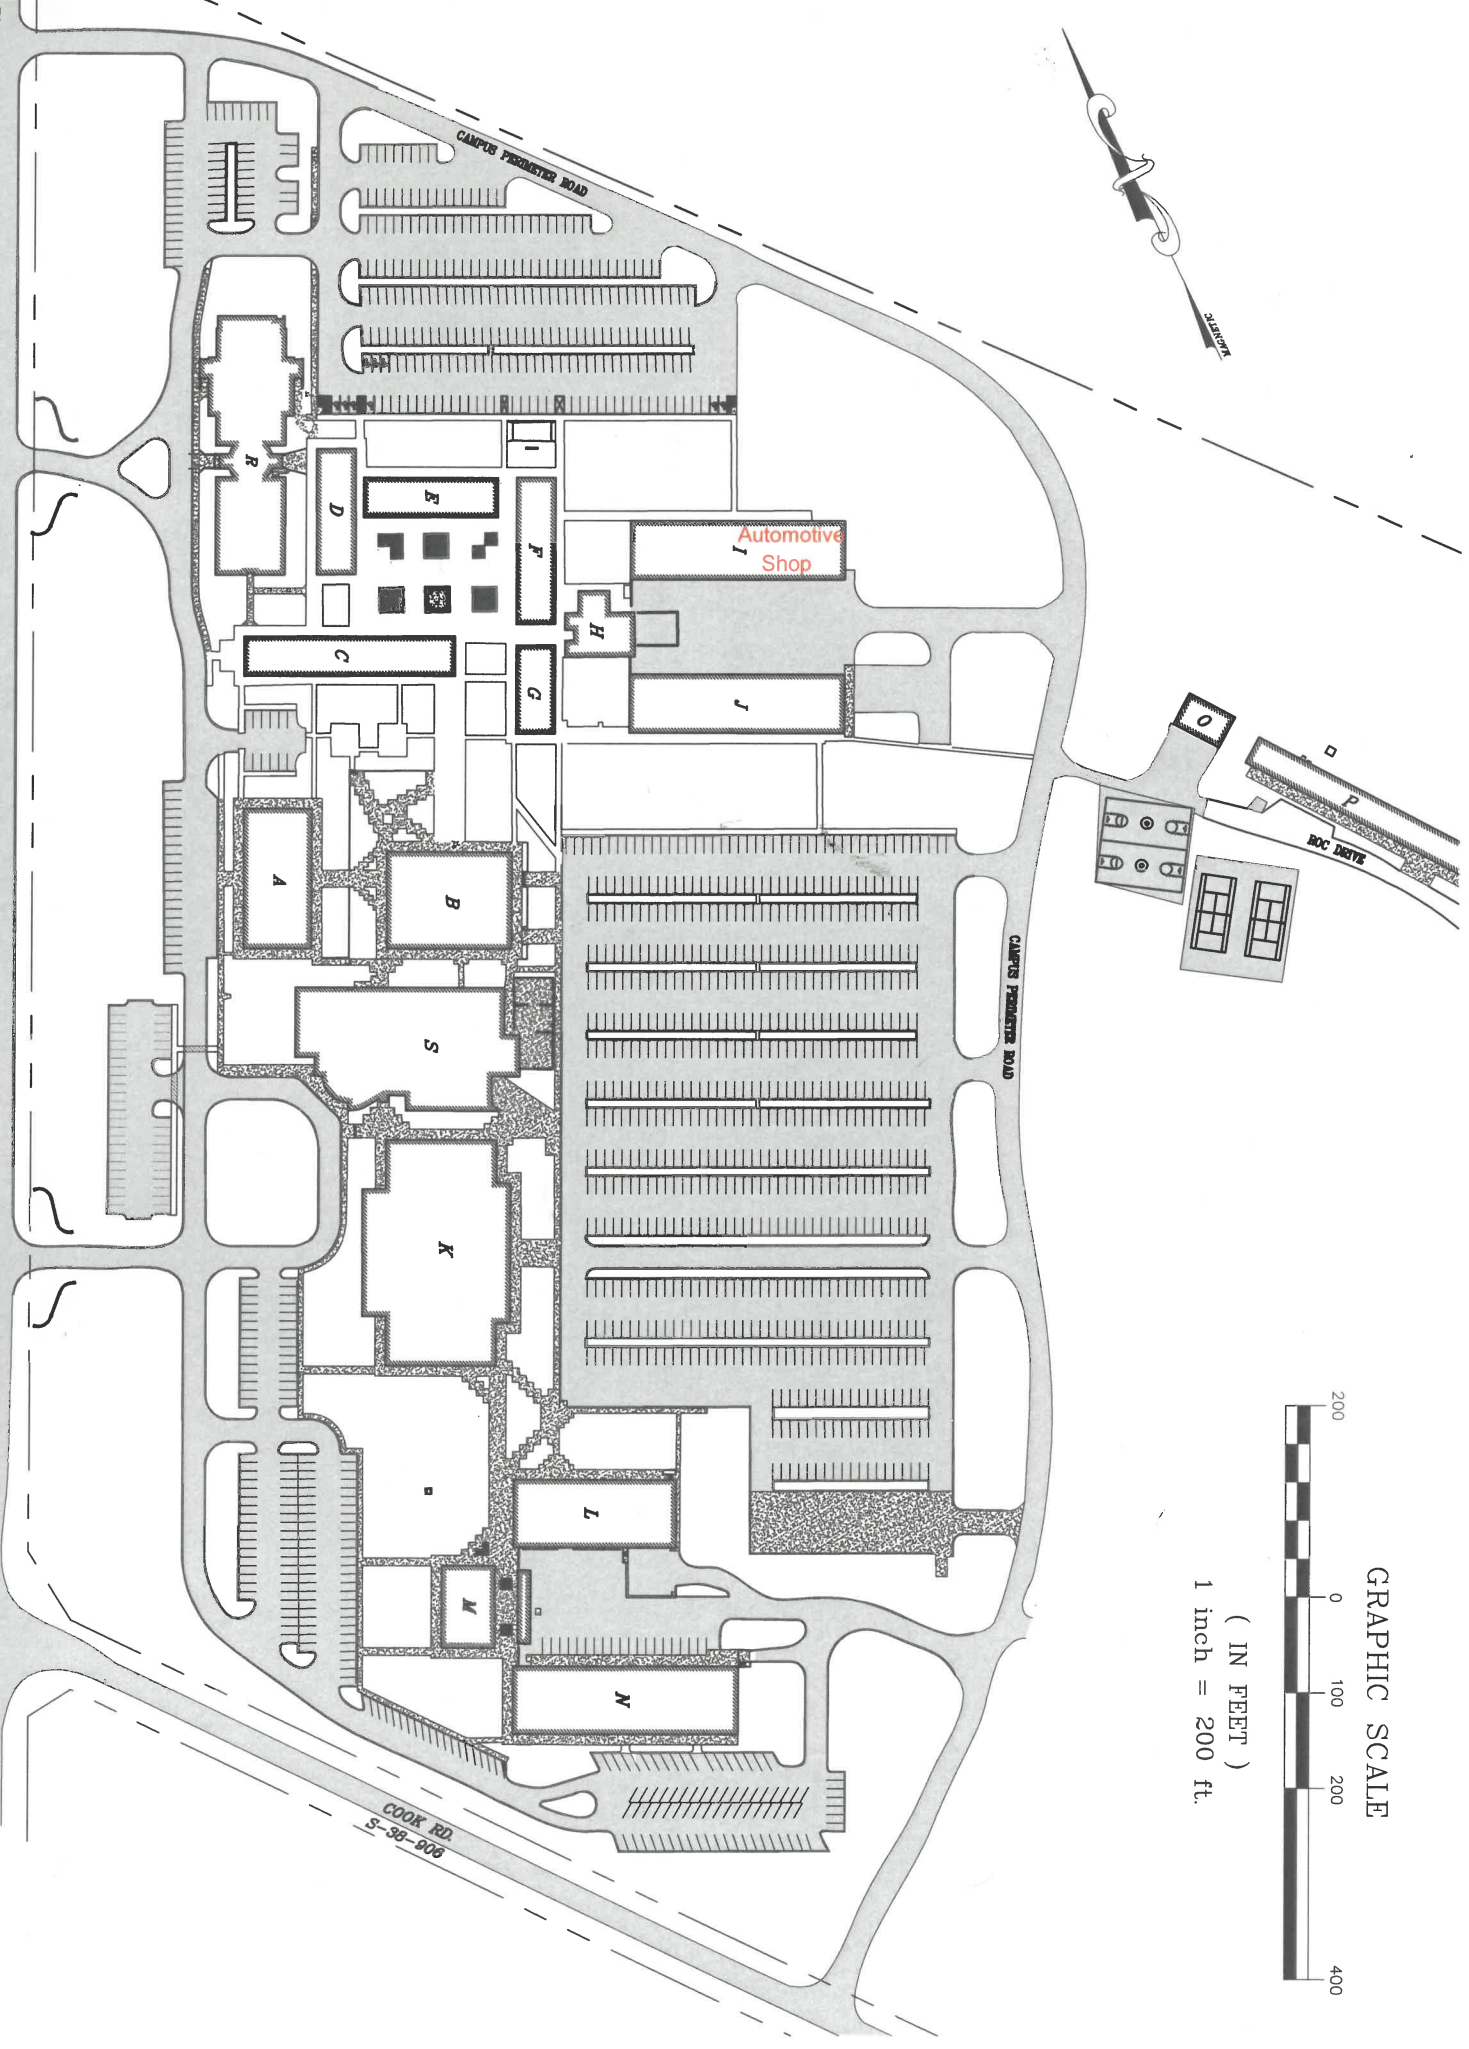 CAMPUS PERIMETER ROAD
MAGNETIC
R
D
E
F
Automotive
Shop
I
H
C
G
J
O
P
ROC DRIVE
A
B
CAMPUS PERIMETER ROAD
S
K
L
M
N
COOK RD.
S-38-906
GRAPHIC SCALE
200
0
100
200
400
( IN FEET )
1 inch = 200 ft.